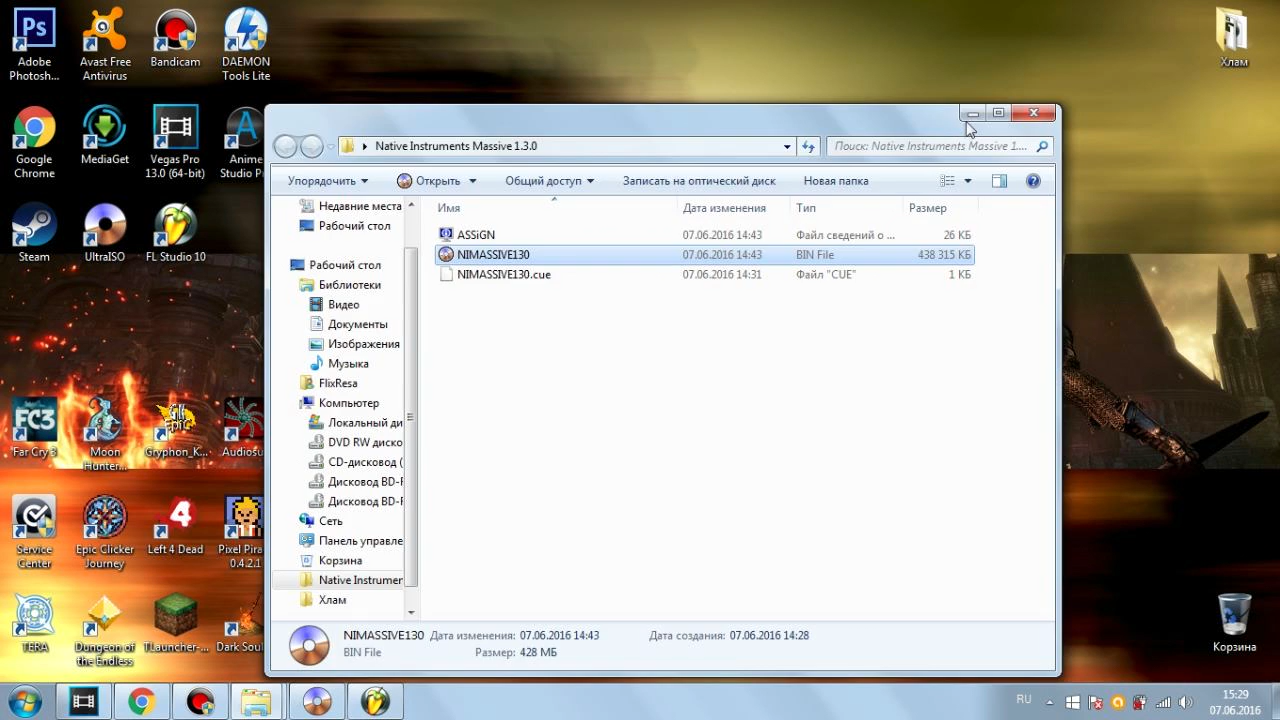 Adobe
Photosh...
Avast Free
Antivirus
Bandicam
DAEMON
Tools Lite
Хлам
Google
Chrome
MediaGet
Vegas Pro
13.0 (64-bit)
Anime
Studio
Steam
UltraISO
FL Studio 10
Far Cry 3
Moon
Hunter...
Gryphon_K...
Left 4 Dead
Service
Center
Epic Clicker
Journey
Pixel
0.4.2.1
TERA
Dungeon of
the Endless
TLauncher-...
Dark
Native Instruments Massive 1.3.0
Поиск: Native Instruments Massive 1....
Упорядочить
Открыть
Общий доступ
Записать на оптический диск
Новая папка
Недавние места
Рабочий стол
Рабочий стол
Библиотеки
Видео
Документы
Изображения
Музыка
FlixResa
Компьютер
Локальный ди
DVD RW диско
CD-дисковод (
Дисковод BD-
Дисковод BD-
Сеть
Панель управле
Корзина
Native Instrumen
Хлам
Имя Дата изменения Тип Размер
ASSiGN 07.06.2016 14:43 Файл сведений о ... 26 КБ
NIMASSIVE130 07.06.2016 14:43 BIN File 438 315 КБ
NIMASSIVE130.cue 07.06.2016 14:31 Файл "CUE" 1 КБ
NIMASSIVE130 Дата изменения: 07.06.2016 14:43 Дата создания: 07.06.2016 14:28
BIN File Размер: 428 МБ
Корзина
RU
15:29
07.06.2016